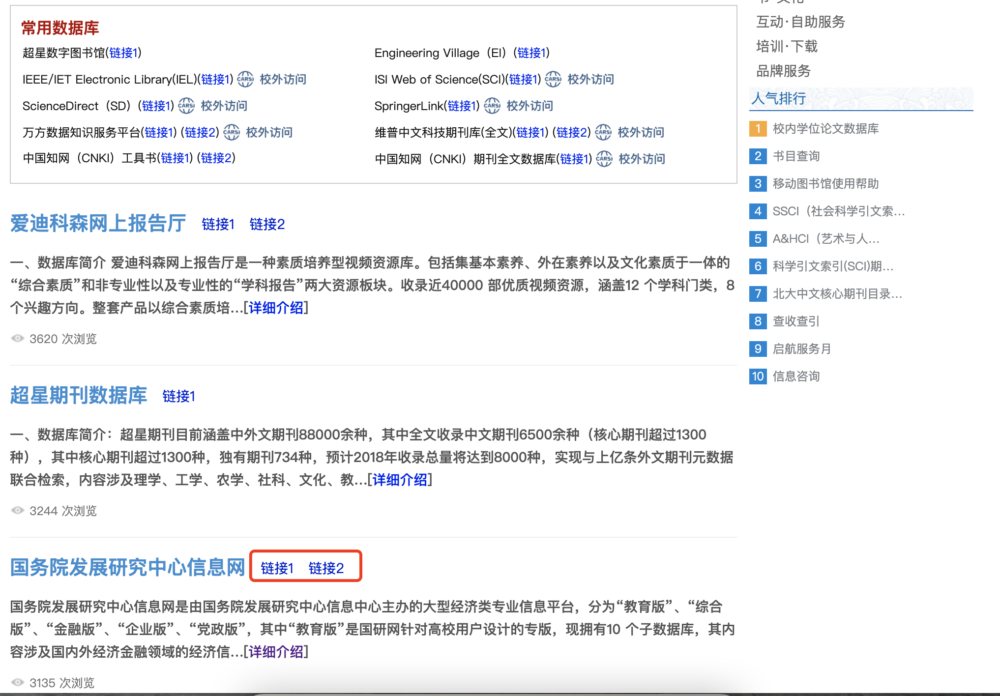 常用数据库
超星数字图书馆(链接1)
Engineering Village（EI）(链接1)
IEEE/IET Electronic Library(IEL)(链接1) CARSI 校外访问
ISI Web of Science(SCI)(链接1) CARSI 校外访问
ScienceDirect（SD）(链接1) CARSI 校外访问
SpringerLink(链接1) CARSI 校外访问
万方数据知识服务平台(链接1) (链接2) CARSI 校外访问
维普中文科技期刊库(全文)(链接1) (链接2) CARSI 校外访问
中国知网（CNKI）工具书(链接1) (链接2)
中国知网（CNKI）期刊全文数据库(链接1) CARSI 校外访问
爱迪科森网上报告厅 链接1 链接2
一、数据库简介 爱迪科森网上报告厅是一种素质培养型视频资源库。包括集基本素养、外在素养以及文化素质于一体的
“综合素质”和非专业性以及专业性的“学科报告”两大资源板块。收录近40000 部优质视频资源，涵盖12 个学科门类，8
个兴趣方向。整套产品以综合素质培...[详细介绍]
3620 次浏览
超星期刊数据库 链接1
一、数据库简介：超星期刊目前涵盖中外文期刊88000余种，其中全文收录中文期刊6500余种（核心期刊超过1300
种），其中核心期刊超过1300种，独有期刊734种，预计2018年收录总量将达到8000种，实现与上亿条外文期刊元数据
联合检索，内容涉及理学、工学、农学、社科、文化、教...[详细介绍]
3244 次浏览
国务院发展研究中心信息网 链接1 链接2
国务院发展研究中心信息网是由国务院发展研究中心信息中心主办的大型经济类专业信息平台，分为“教育版”、“综合
版”、“金融版”、“企业版”、“党政版”，其中“教育版”是国研网针对高校用户设计的专版，现拥有10 个子数据库，其内
容涉及国内外经济金融领域的经济信...[详细介绍]
3135 次浏览
互动·自助服务
培训·下载
品牌服务
人气排行
1 校内学位论文数据库
2 书目查询
3 移动图书馆使用帮助
4 SSCI（社会科学引文索...
5 A&HCI（艺术与人...
6 科学引文索引(SCI)期...
7 北大中文核心期刊目录...
8 查收查引
9 启航服务月
10 信息咨询